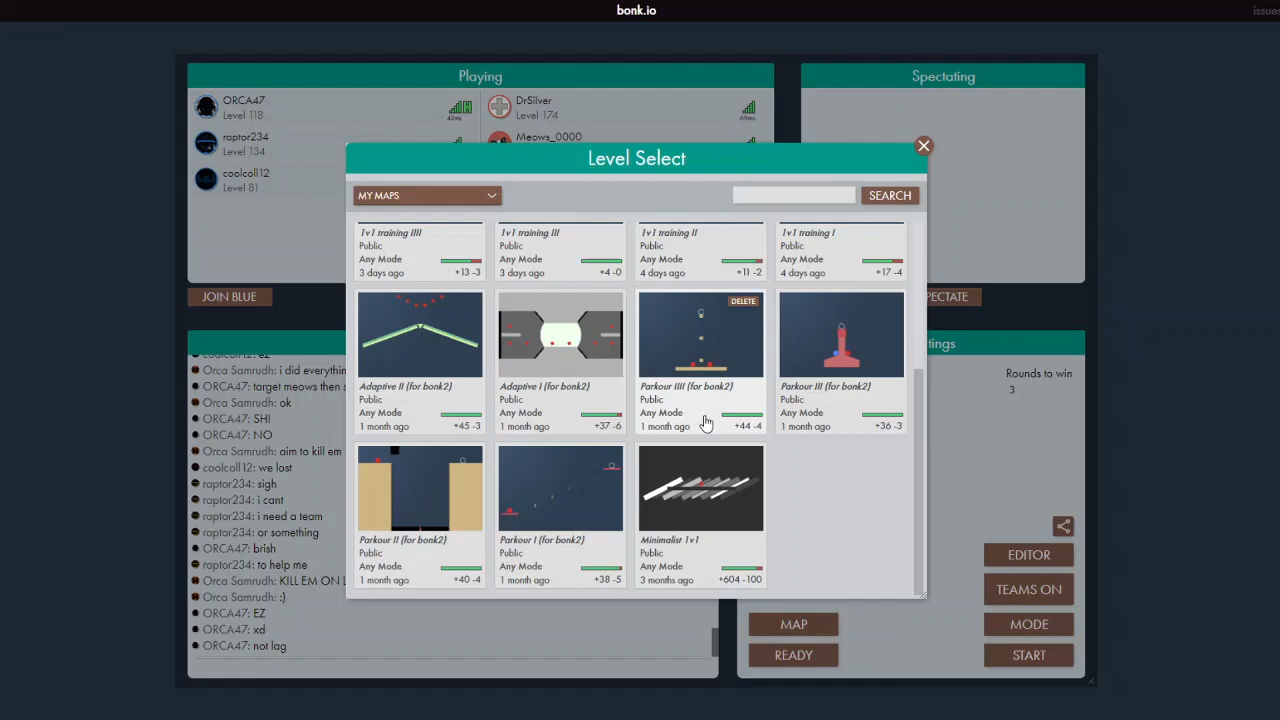 bonk.io
issues
Playing
Spectating
ORCA47
Level 118
42ms
DrSilver
Level 174
69ms
raptor234
Level 134
Meows_0000
coolcoll12
Level 81
Level Select
MY MAPS
SEARCH
1v1 training IIII
Public
Any Mode
3 days ago
+13 -3
1v1 training III
Public
Any Mode
3 days ago
+4 -0
1v1 training II
Public
Any Mode
4 days ago
+11 -2
1v1 training I
Public
Any Mode
4 days ago
+17 -4
DELETE
Adaptive II (for bonk2)
Public
Any Mode
1 month ago
+45 -3
Adaptive I (for bonk2)
Public
Any Mode
1 month ago
+37 -6
Parkour IIII (for bonk2)
Public
Any Mode
1 month ago
+44 -4
Parkour III (for bonk2)
Public
Any Mode
1 month ago
+36 -3
Parkour II (for bonk2)
Public
Any Mode
1 month ago
+40 -4
Parkour I (for bonk2)
Public
Any Mode
1 month ago
+38 -5
Minimalist 1v1
Public
Any Mode
3 months ago
+604 -100
JOIN BLUE
PECTATE
coolcoll12: ez
Orca Samrudh: i did everythin
ORCA47: target meows then s
Orca Samrudh: ok
ORCA47: SHI
ORCA47: NO
Orca Samrudh: aim to kill em
coolcoll12: we lost
raptor234: sigh
raptor234: i cant
raptor234: i need a team
raptor234: or something
ORCA47: brish
raptor234: to help me
Orca Samrudh: KILL EM ON L
Orca Samrudh: :)
ORCA47: EZ
ORCA47: xd
ORCA47: not lag
ttings
Rounds to win
3
EDITOR
TEAMS ON
MAP
MODE
READY
START